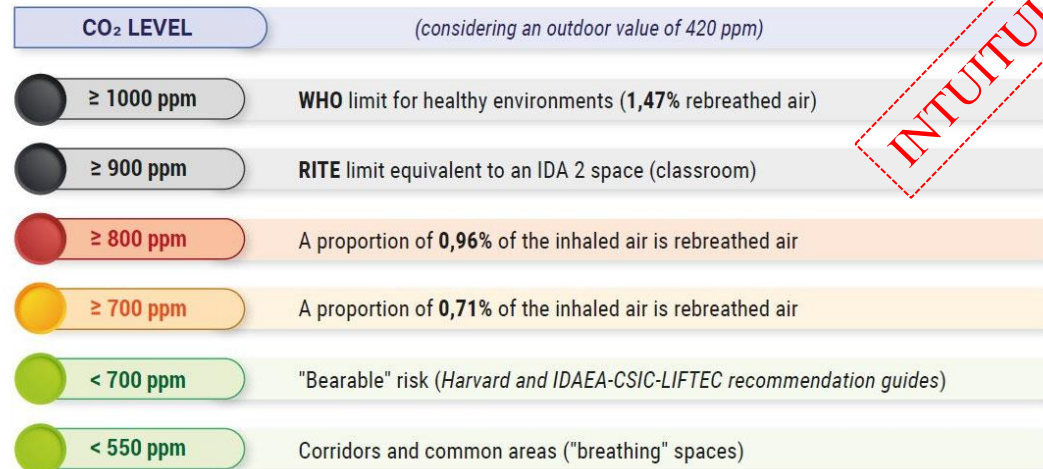 CO₂ LEVEL (considering an outdoor value of 420 ppm)
≥ 1000 ppm WHO limit for healthy environments (1,47% rebreathed air)
≥ 900 ppm RITE limit equivalent to an IDA 2 space (classroom)
≥ 800 ppm A proportion of 0,96% of the inhaled air is rebreathed air
≥ 700 ppm A proportion of 0,71% of the inhaled air is rebreathed air
< 700 ppm "Bearable" risk (Harvard and IDAEA-CSIC-LIFTEC recommendation guides)
< 550 ppm Corridors and common areas ("breathing" spaces)